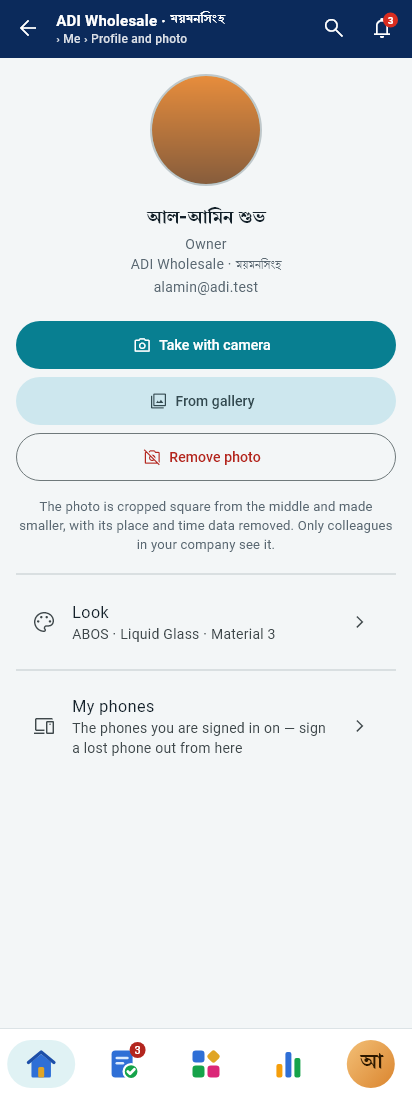 ADI Wholesale · ময়মনসিংহ
3
› Me › Profile and photo
আল-আমিন শুভ
Owner
ADI Wholesale · ময়মনসিংহ
alamin@adi.test
Take with camera
From gallery
Remove photo
The photo is cropped square from the middle and made
smaller, with its place and time data removed. Only colleagues
in your company see it.
Look
ABOS · Liquid Glass · Material 3
My phones
The phones you are signed in on — sign
a lost phone out from here
3
আ